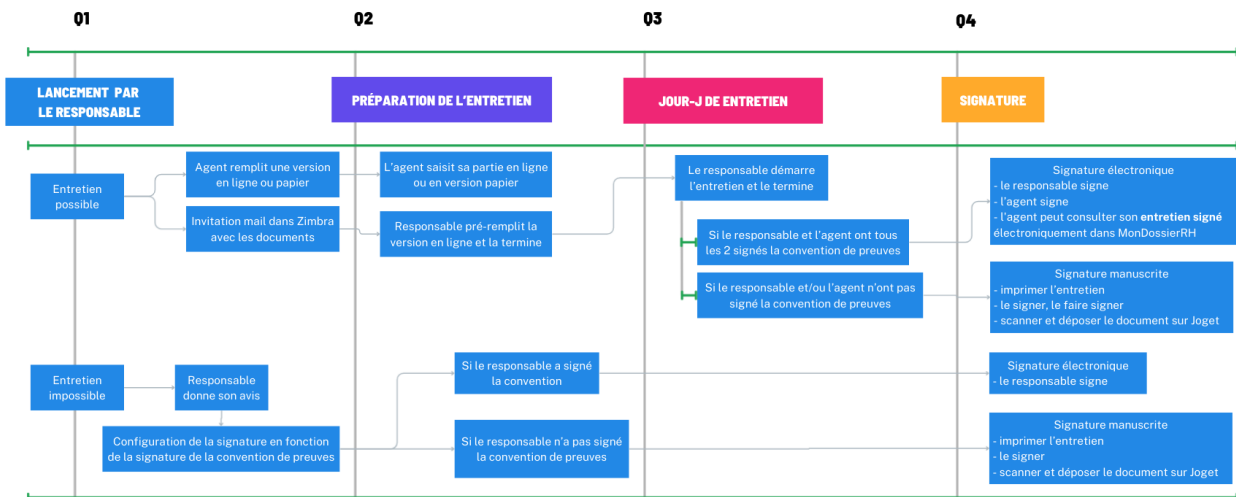 Q1
Q2
Q3
Q4
LANCEMENT PAR
LE RESPONSABLE
PRÉPARATION DE L'ENTRETIEN
JOUR-J DE ENTRETIEN
SIGNATURE
Entretien
possible
Agent remplit une version
en ligne ou papier
L'agent saisit sa partie en ligne
ou en version papier
Invitation mail dans Zimbra
avec les documents
Responsable pré-remplit la
version en ligne et la termine
Le responsable démarre
l'entretien et le termine
Si le responsable et l'agent ont tous
les 2 signés la convention de preuves
Si le responsable et/ou l'agent n'ont pas
signé la convention de preuves
Signature électronique
- le responsable signe
- l'agent signe
- l'agent peut consulter son entretien signé
électroniquement dans MonDossierRH
Signature manuscrite
- imprimer l'entretien
- le signer, le faire signer
- scanner et déposer le document sur Joget
Entretien
impossible
Responsable
donne son avis
Configuration de la signature en fonction
de la signature de la convention de preuves
Si le responsable a signé
la convention
Si le responsable n'a pas signé
la convention de preuves
Signature électronique
- le responsable signe
Signature manuscrite
- imprimer l'entretien
- le signer
- scanner et déposer le document sur Joget